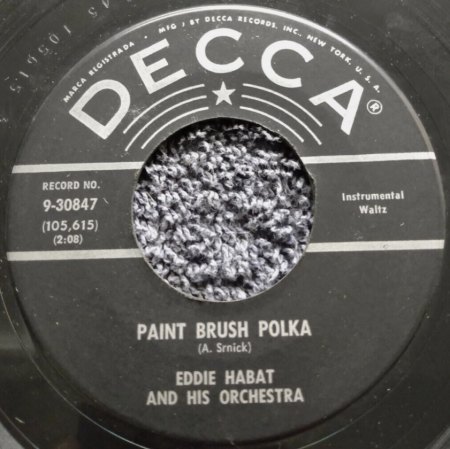 MARCA REGISTRADA • MFG'D BY DECCA RECORDS, INC., NEW YORK, U.S.A.
DECCA®
RECORD NO.
9-30847
(105,615)
(2:08)
Instrumental
Waltz
PAINT BRUSH POLKA
(A. Srnick)
EDDIE HABAT
AND HIS ORCHESTRA